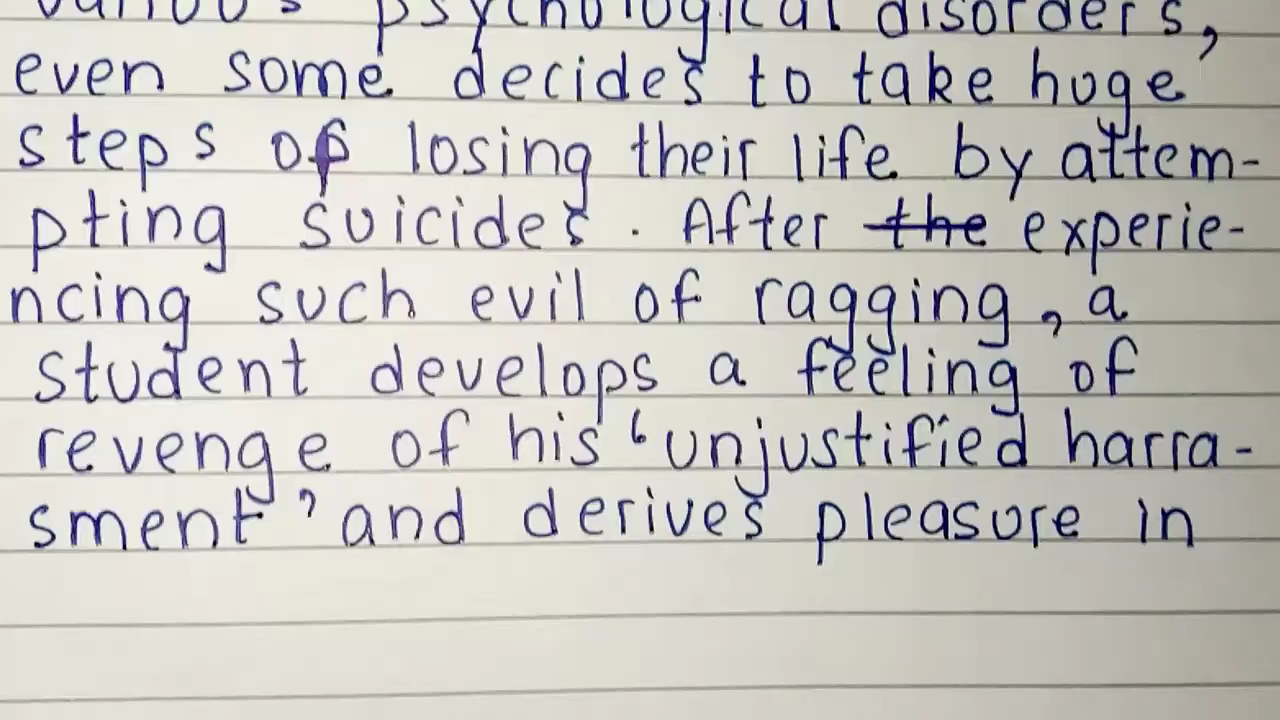 various psychological disorders,
even some decides to take huge
steps of losing their life by attem-
pting suicides. After the experie-
ncing such evil of ragging, a
student develops a feeling of
revenge of his 'unjustified harra-
sment' and derives pleasure in